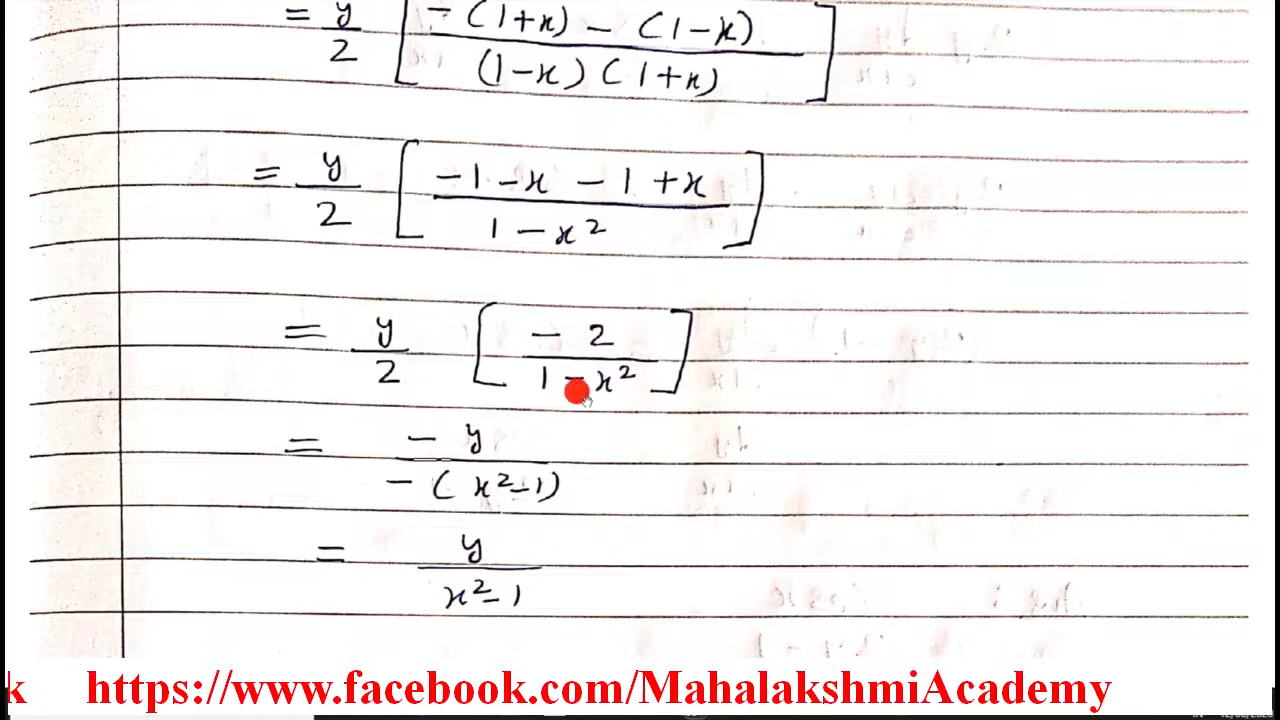 = y/2 [ -(1+x) - (1-x) / (1-x)(1+x) ]
= y/2 [ -1 -x - 1 +x / 1 - x² ]
= y/2 [ - 2 / 1 - x² ]
= - y / - ( x² - 1)
= y / x² - 1
k https://www.facebook.com/MahalakshmiAcademy